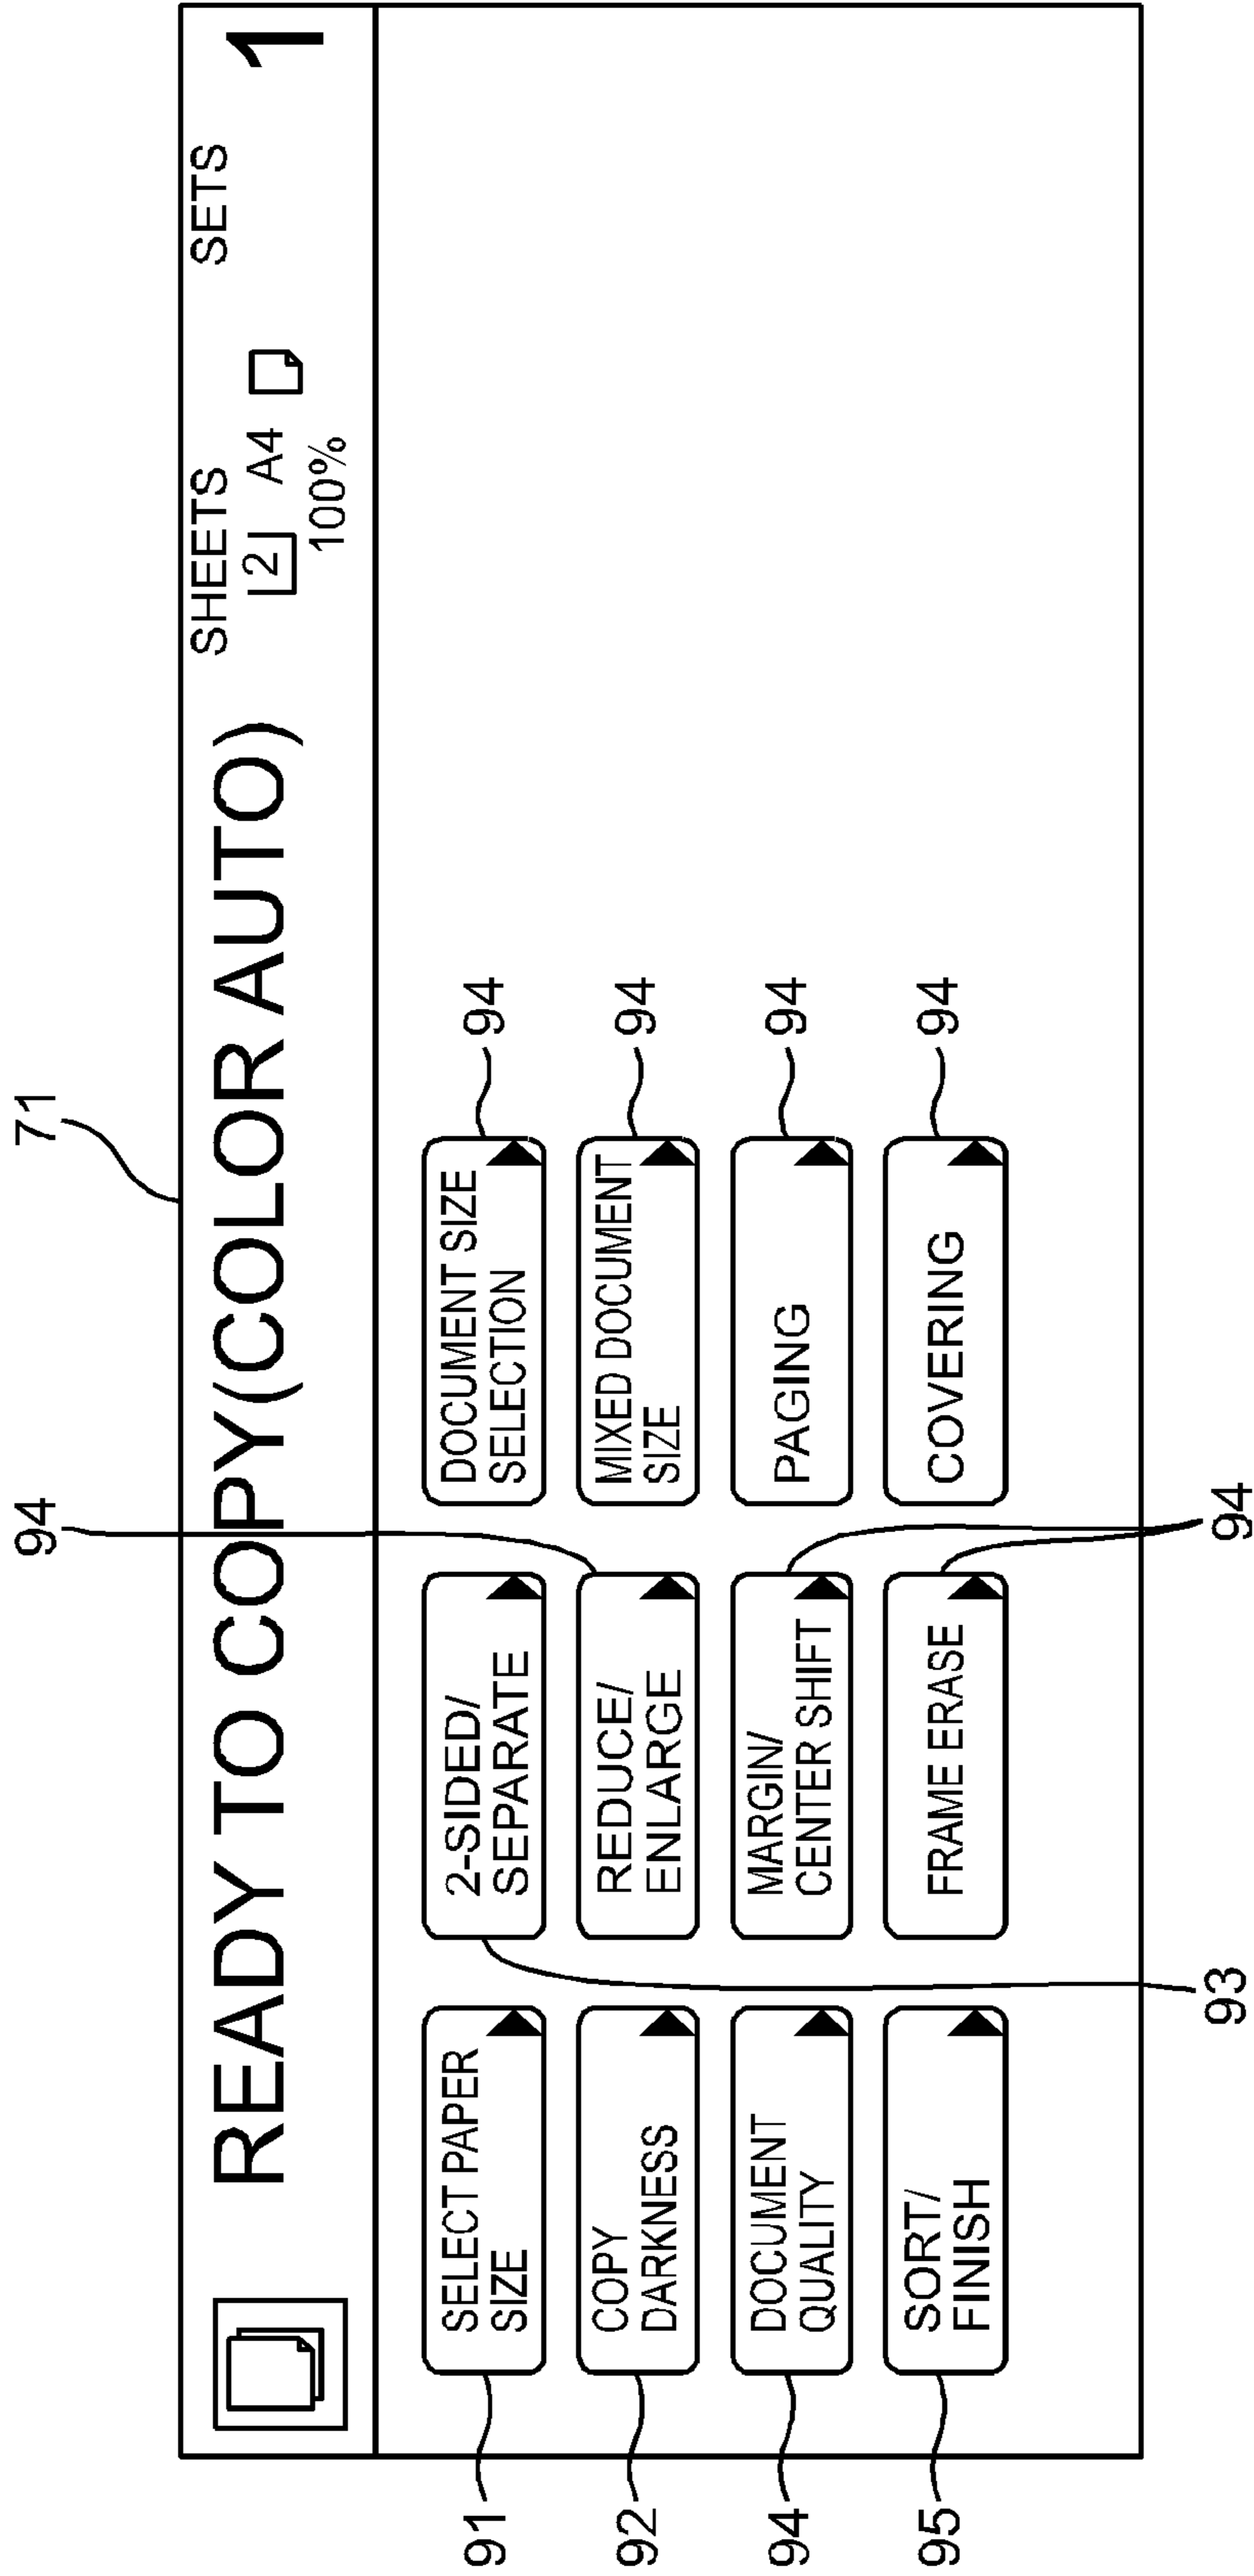 71
94
READY TO COPY(COLOR AUTO)
SHEETS
2 A4
100%
SETS
1
91
SELECT PAPER
SIZE
2-SIDED/
SEPARATE
DOCUMENT SIZE
SELECTION
94
92
COPY
DARKNESS
REDUCE/
ENLARGE
MIXED DOCUMENT
SIZE
94
94
DOCUMENT
QUALITY
MARGIN/
CENTER SHIFT
PAGING
94
95
SORT/
FINISH
FRAME ERASE
COVERING
94
93
94